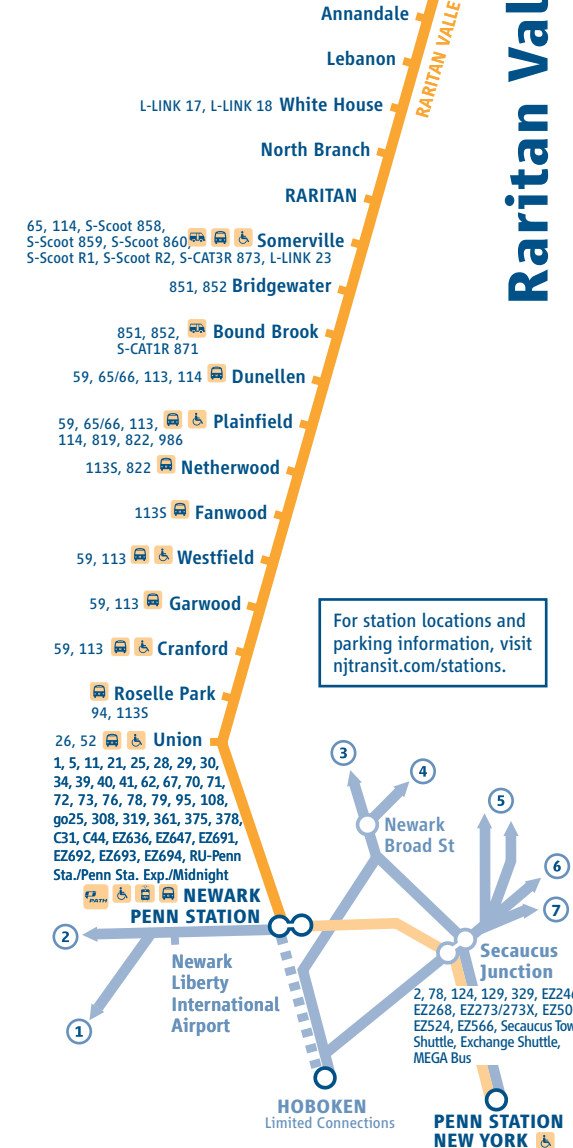 Annandale
RARITAN VALLE
Raritan Val
Lebanon
L-LINK 17, L-LINK 18 White House
North Branch
RARITAN
65, 114, S-Scoot 858,
S-Scoot 859, S-Scoot 860, Somerville
S-Scoot R1, S-Scoot R2, S-CAT3R 873, L-LINK 23
851, 852 Bridgewater
851, 852, Bound Brook
S-CAT1R 871
59, 65/66, 113, 114 Dunellen
59, 65/66, 113, Plainfield
114, 819, 822, 986
113S, 822 Netherwood
113S Fanwood
59, 113 Westfield
59, 113 Garwood
59, 113 Cranford
Roselle Park
94, 113S
26, 52 Union
For station locations and
parking information, visit
njtransit.com/stations.
1, 5, 11, 21, 25, 28, 29, 30,
34, 39, 40, 41, 62, 67, 70, 71,
72, 73, 76, 78, 79, 95, 108,
go25, 308, 319, 361, 375, 378,
C31, C44, EZ636, EZ647, EZ691,
EZ692, EZ693, EZ694, RU-Penn
Sta./Penn Sta. Exp./Midnight
PATH NEWARK
PENN STATION
3
4
5
6
7
Newark
Broad St
2
1
Newark
Liberty
International
Airport
Secaucus
Junction
2, 78, 124, 129, 329, EZ246
EZ268, EZ273/273X, EZ50
EZ524, EZ566, Secaucus Tow
Shuttle, Exchange Shuttle,
MEGA Bus
HOBOKEN
Limited Connections
PENN STATION
NEW YORK